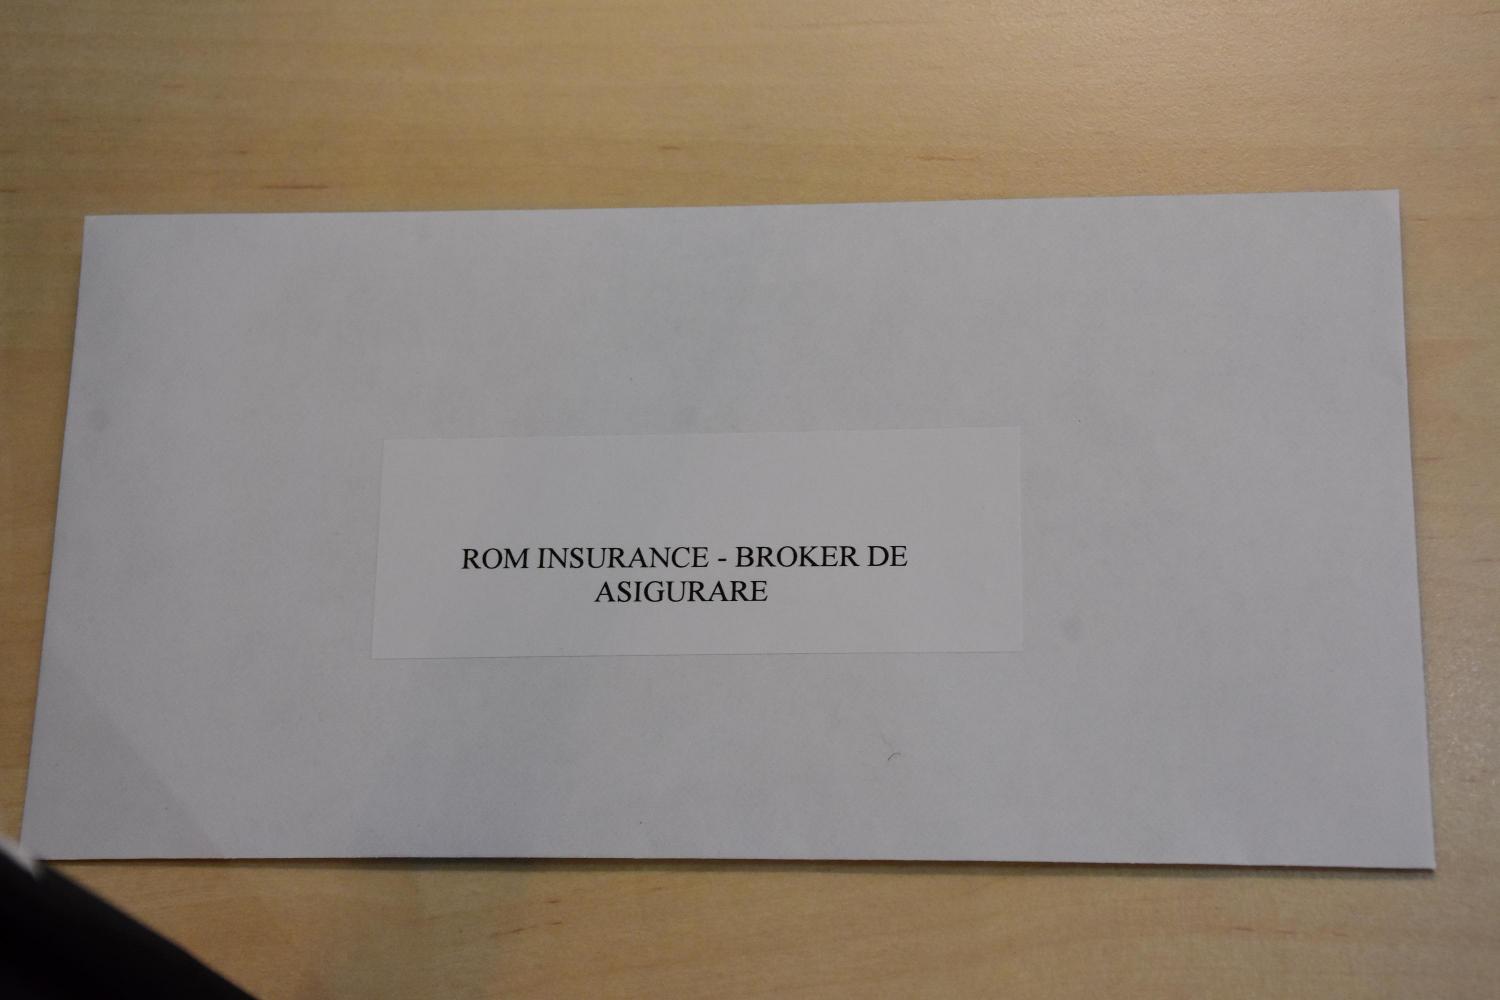 ROM INSURANCE - BROKER DE
ASIGURARE